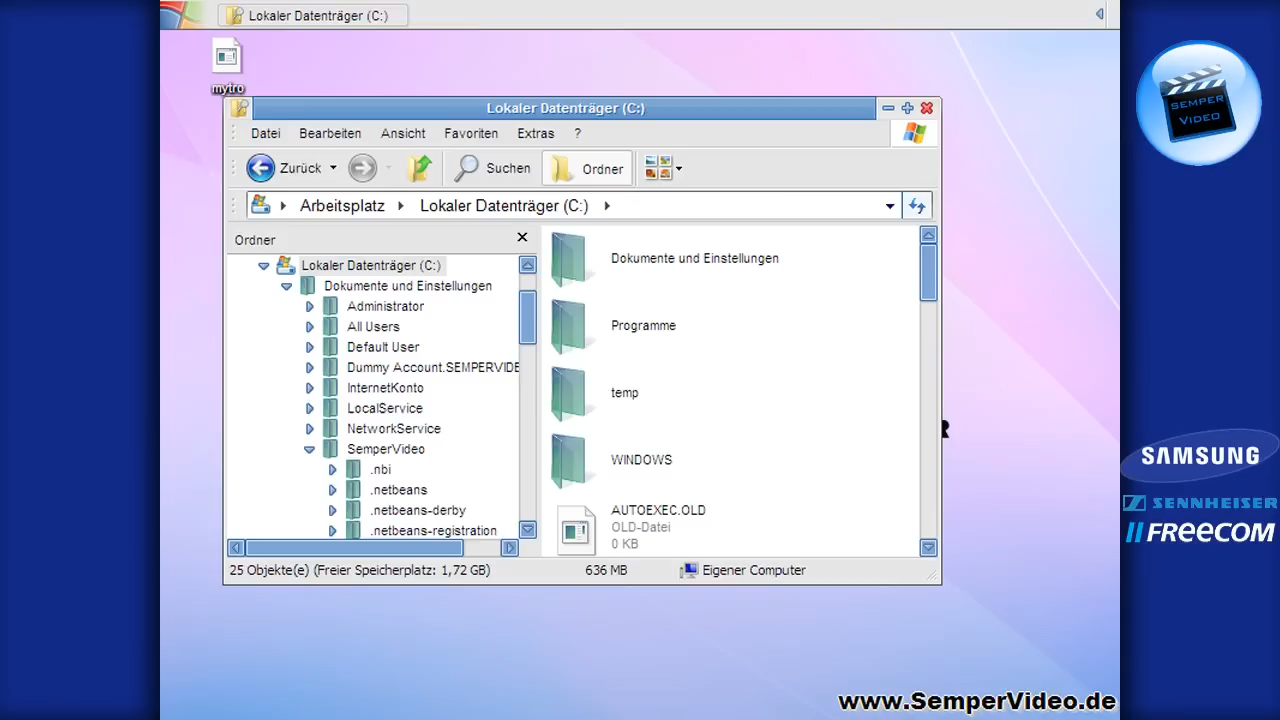 Lokaler Datenträger (C:)
mytro
Lokaler Datenträger (C:)
Datei Bearbeiten Ansicht Favoriten Extras ?
Zurück Suchen Ordner
Arbeitsplatz Lokaler Datenträger (C:)
Ordner
Lokaler Datenträger (C:)
Dokumente und Einstellungen
Administrator
All Users
Default User
Dummy Account.SEMPERVIDE
InternetKonto
LocalService
NetworkService
SemperVideo
.nbi
.netbeans
.netbeans-derby
.netbeans-registration
Dokumente und Einstellungen
Programme
temp
WINDOWS
AUTOEXEC.OLD
OLD-Datei
0 KB
25 Objekte(e) (Freier Speicherplatz: 1,72 GB) 636 MB Eigener Computer
R
SEMPER
VIDEO
SAMSUNG
SENNHEISER
FREECOM
www.SemperVideo.de